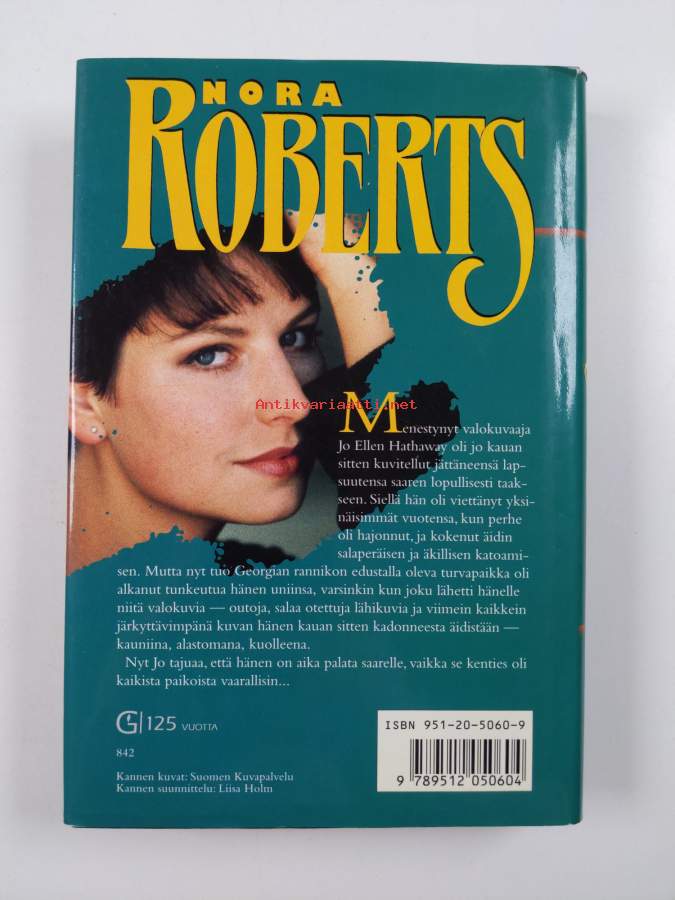 NORA
ROBERTS
Antikvariaatti.net
Menestynyt valokuvaaja
Jo Ellen Hathaway oli jo kauan
sitten kuvitellut jättäneensä lap-
suutensa saaren lopullisesti taak-
seen. Siellä hän oli viettänyt yksi-
näisimmät vuotensa, kun perhe
oli hajonnut, ja kokenut äidin
salaperäisen ja äkillisen katoami-
sen. Mutta nyt tuo Georgian rannikon edustalla oleva turvapaikka oli
alkanut tunkeutua hänen uniinsa, varsinkin kun joku lähetti hänelle
niitä valokuvia — outoja, salaa otettuja lähikuvia ja viimein kaikkein
järkyttävimpänä kuvan hänen kauan sitten kadonneesta äidistään —
kauniina, alastomana, kuolleena.
Nyt Jo tajuaa, että hänen on aika palata saarelle, vaikka se kenties oli
kaikista paikoista vaarallisin...
G 125 VUOTTA
842
Kannen kuvat: Suomen Kuvapalvelu
Kannen suunnittelu: Liisa Holm
ISBN 951-20-5060-9
9 789512 050604